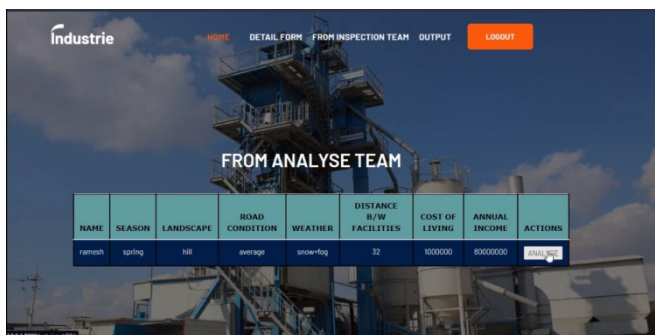 industrie
HOME DETAIL FORM FROM INSPECTION TEAM OUTPUT LOGOUT
FROM ANALYSE TEAM
NAME SEASON LANDSCAPE ROAD CONDITION WEATHER DISTANCE B/W FACILITIES COST OF LIVING ANNUAL INCOME ACTIONS
ramesh spring hill average snow+fog 32 1000000 80000000 ANALYSE